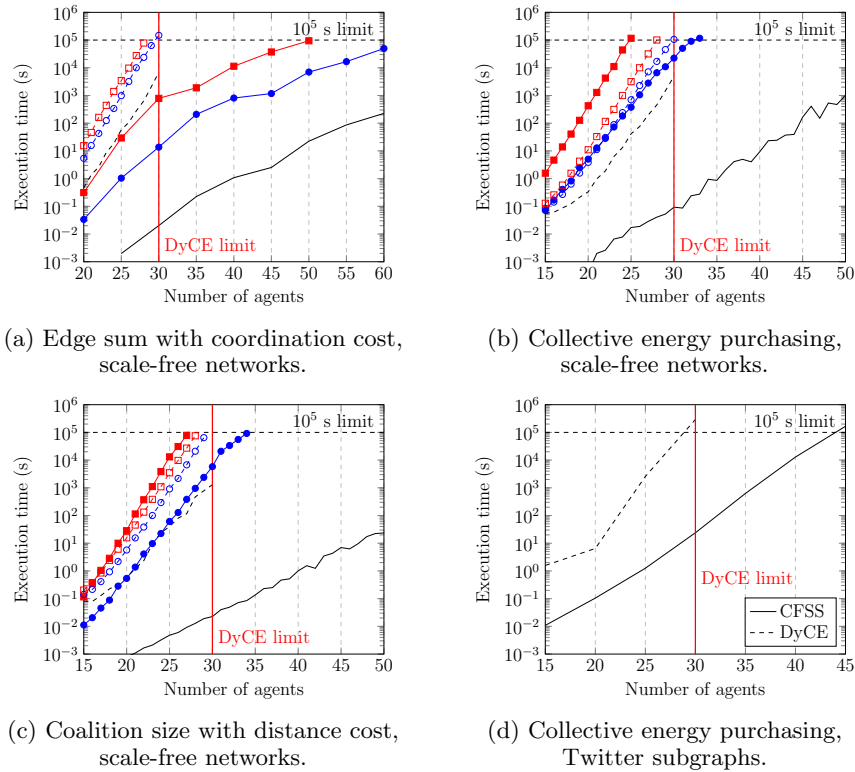 10^6
10^5
10^4
10^3
10^2
10^1
10^0
10^−1
10^−2
10^−3
Execution time (s)
10^5 s limit
DyCE limit
20 25 30 35 40 45 50 55 60
Number of agents
(a) Edge sum with coordination cost,
scale-free networks.
10^6
10^5
10^4
10^3
10^2
10^1
10^0
10^−1
10^−2
10^−3
Execution time (s)
10^5 s limit
DyCE limit
15 20 25 30 35 40 45 50
Number of agents
(b) Collective energy purchasing,
scale-free networks.
10^6
10^5
10^4
10^3
10^2
10^1
10^0
10^−1
10^−2
10^−3
Execution time (s)
10^5 s limit
DyCE limit
15 20 25 30 35 40 45 50
Number of agents
(c) Coalition size with distance cost,
scale-free networks.
10^6
10^5
10^4
10^3
10^2
10^1
10^0
10^−1
10^−2
10^−3
Execution time (s)
10^5 s limit
DyCE limit
CFSS
DyCE
15 20 25 30 35 40 45
Number of agents
(d) Collective energy purchasing,
Twitter subgraphs.